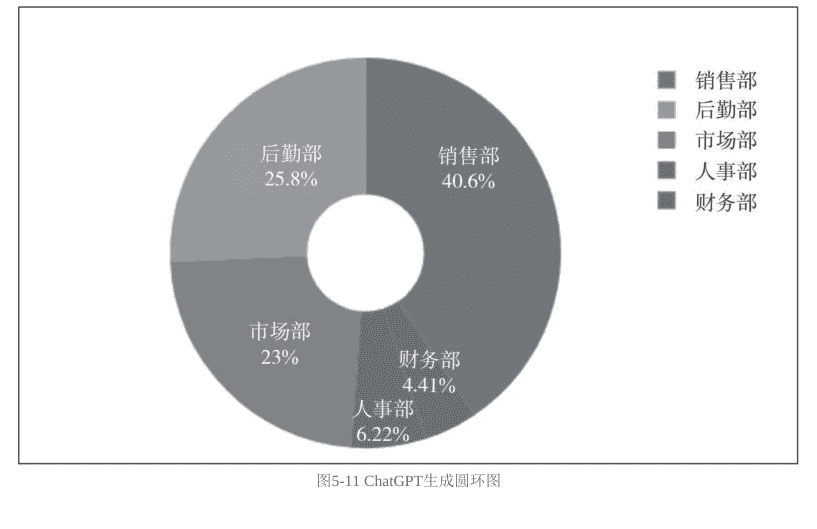 后勤部
25.8%
销售部
40.6%
市场部
23%
财务部
4.41%
人事部
6.22%
销售部
后勤部
市场部
人事部
财务部
图5-11 ChatGPT生成圆环图